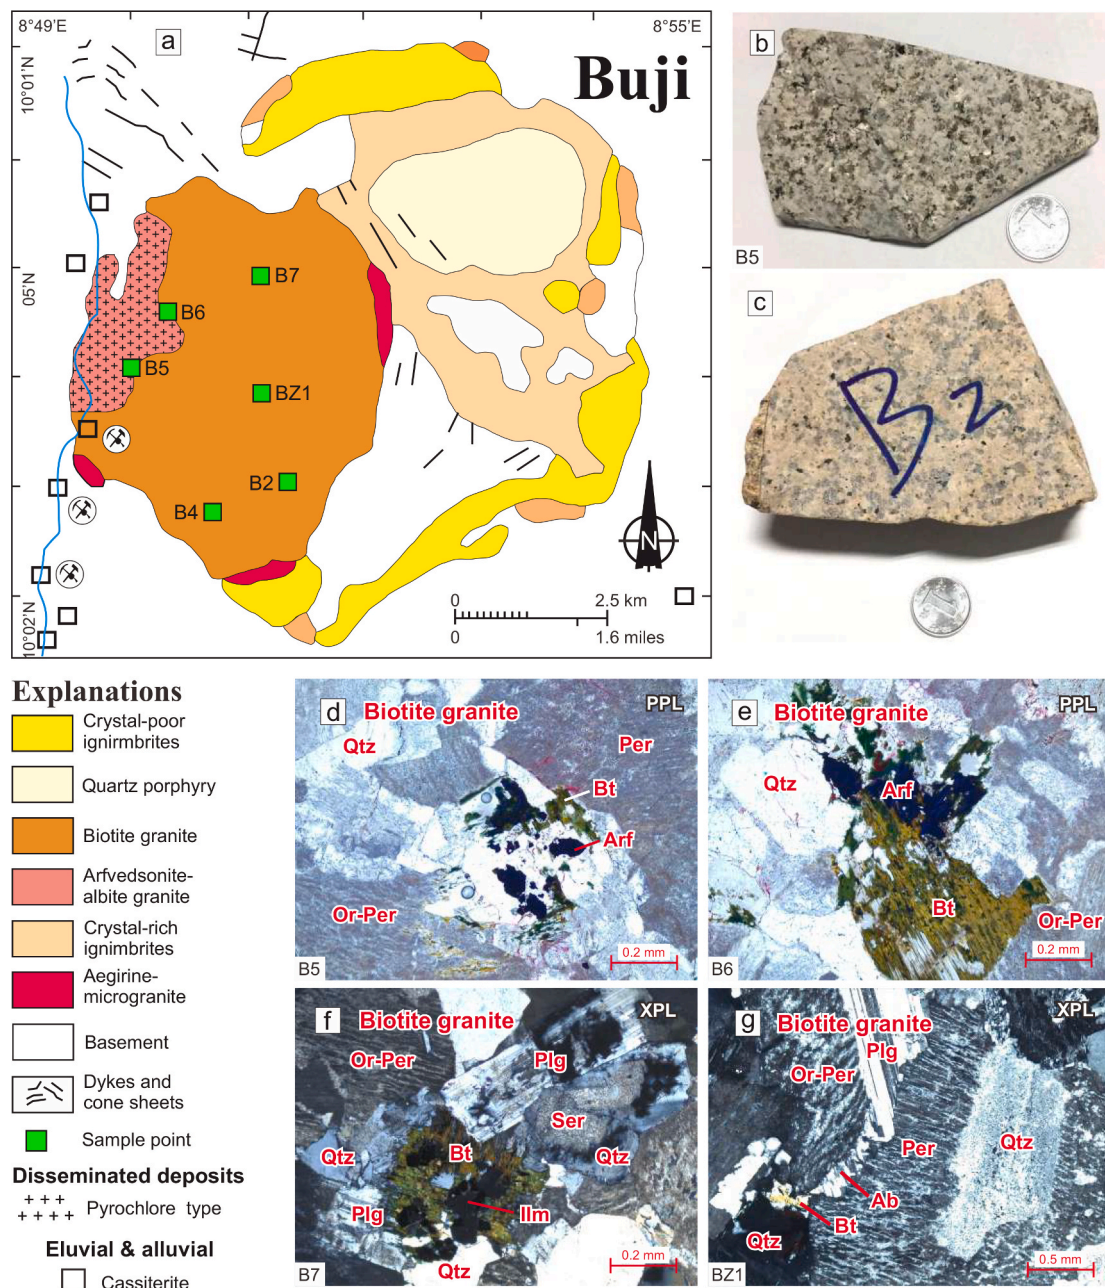 8°49'E
a
8°55'E
Buji
10°01'N
05'N
10°02'N
B7
B6
B5
BZ1
B2
B4
N
0
2.5 km
0
1.6 miles
b
B5
c
B2
Explanations
Crystal-poor
ignirmbrites
Quartz porphyry
Biotite granite
Arfvedsonite-
albite granite
Crystal-rich
ignimbrites
Aegirine-
microgranite
Basement
Dykes and
cone sheets
Sample point
Disseminated deposits
Pyrochlore type
Eluvial & alluvial
Cassiterite
d
Biotite granite
PPL
Qtz
Per
Bt
Arf
Or-Per
0.2 mm
B5
e
Biotite granite
PPL
Qtz
Arf
Bt
Or-Per
0.2 mm
B6
f
Biotite granite
XPL
Or-Per
Plg
Ser
Qtz
Bt
Qtz
Plg
Ilm
Qtz
0.2 mm
B7
g
Biotite granite
XPL
Plg
Or-Per
Per
Qtz
Ab
Bt
Qtz
0.5 mm
BZ1